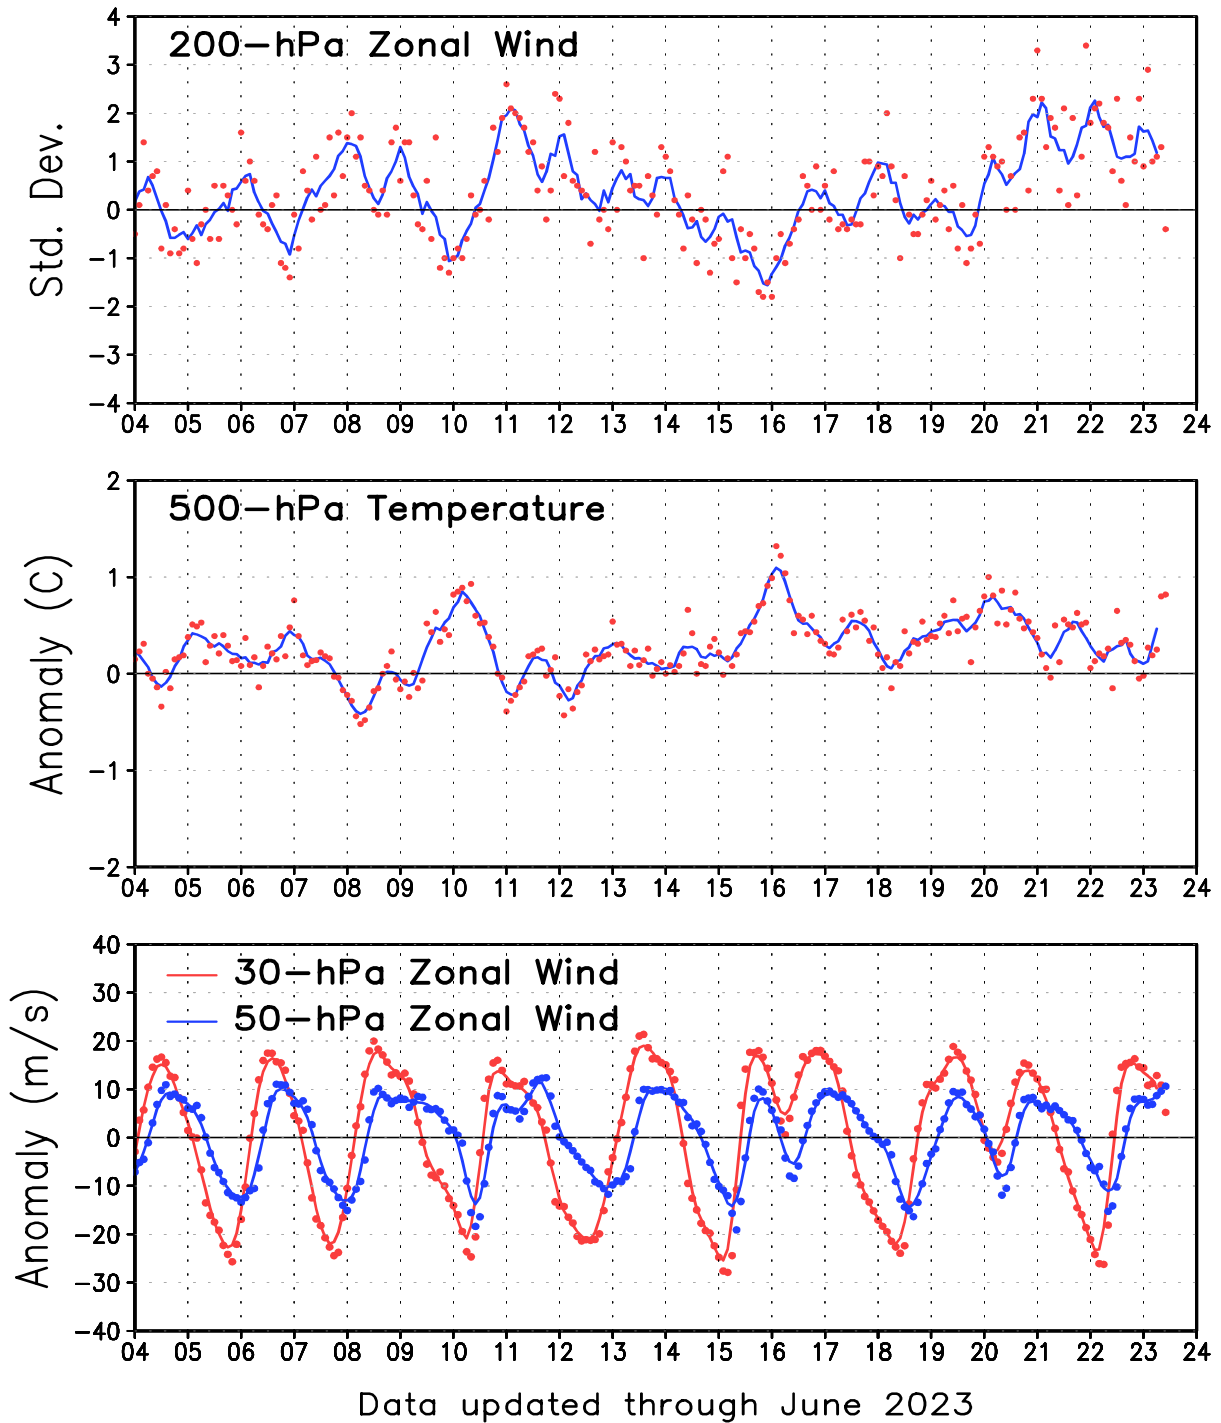 200-hPa Zonal Wind
Std. Dev.
4
3
2
1
0
-1
-2
-3
-4
04 05 06 07 08 09 10 11 12 13 14 15 16 17 18 19 20 21 22 23 24
500-hPa Temperature
Anomaly (C)
2
1
0
-1
-2
04 05 06 07 08 09 10 11 12 13 14 15 16 17 18 19 20 21 22 23 24
30-hPa Zonal Wind
50-hPa Zonal Wind
Anomaly (m/s)
40
30
20
10
0
-10
-20
-30
-40
04 05 06 07 08 09 10 11 12 13 14 15 16 17 18 19 20 21 22 23 24
Data updated through June 2023